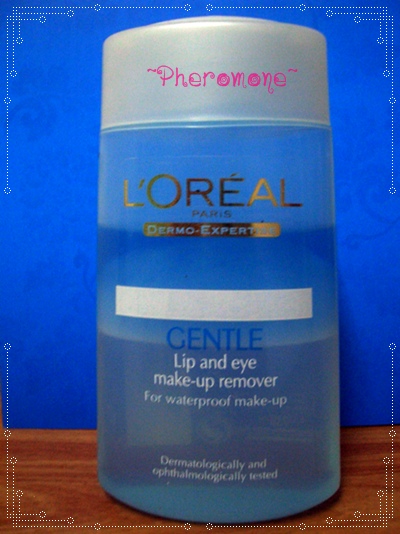 ~Pheromone~
L'ORÉAL
PARIS
DERMO-EXPERTISE
GENTLE
Lip and eye
make-up remover
For waterproof make-up
Dermatologically and
ophthalmologically tested